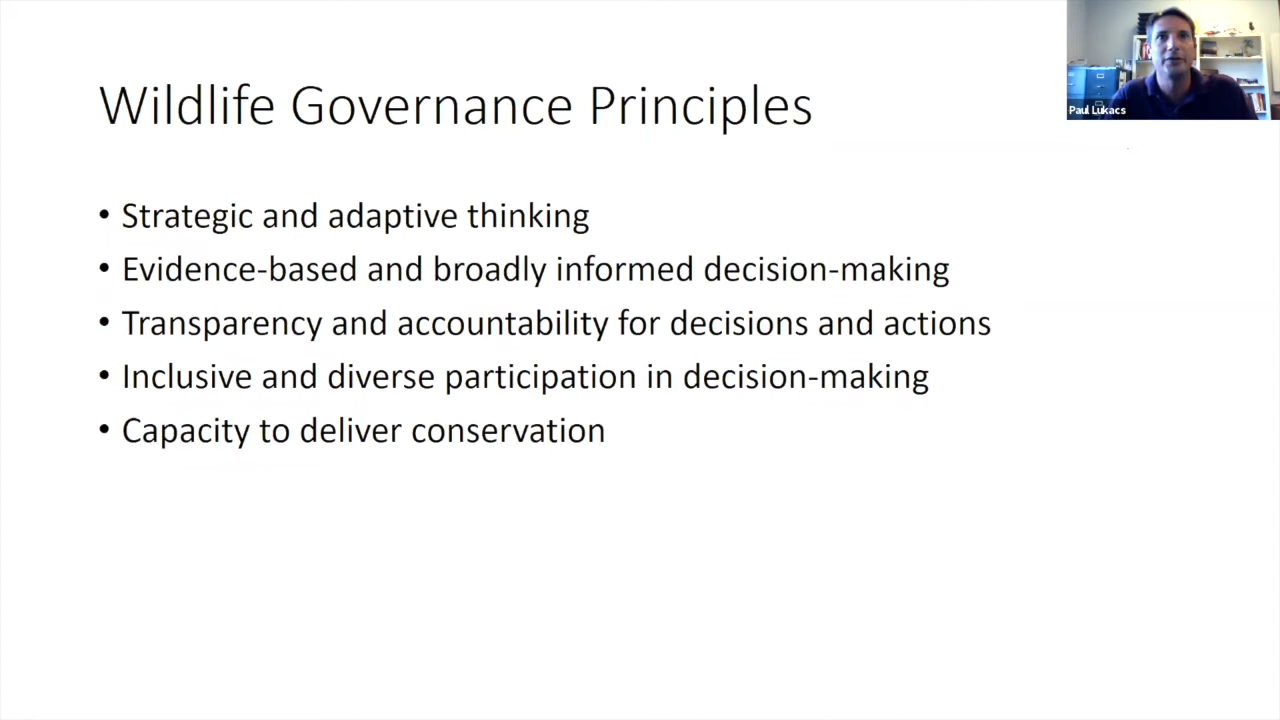 Wildlife Governance Principles
Paul Lukacs
• Strategic and adaptive thinking
• Evidence-based and broadly informed decision-making
• Transparency and accountability for decisions and actions
• Inclusive and diverse participation in decision-making
• Capacity to deliver conservation